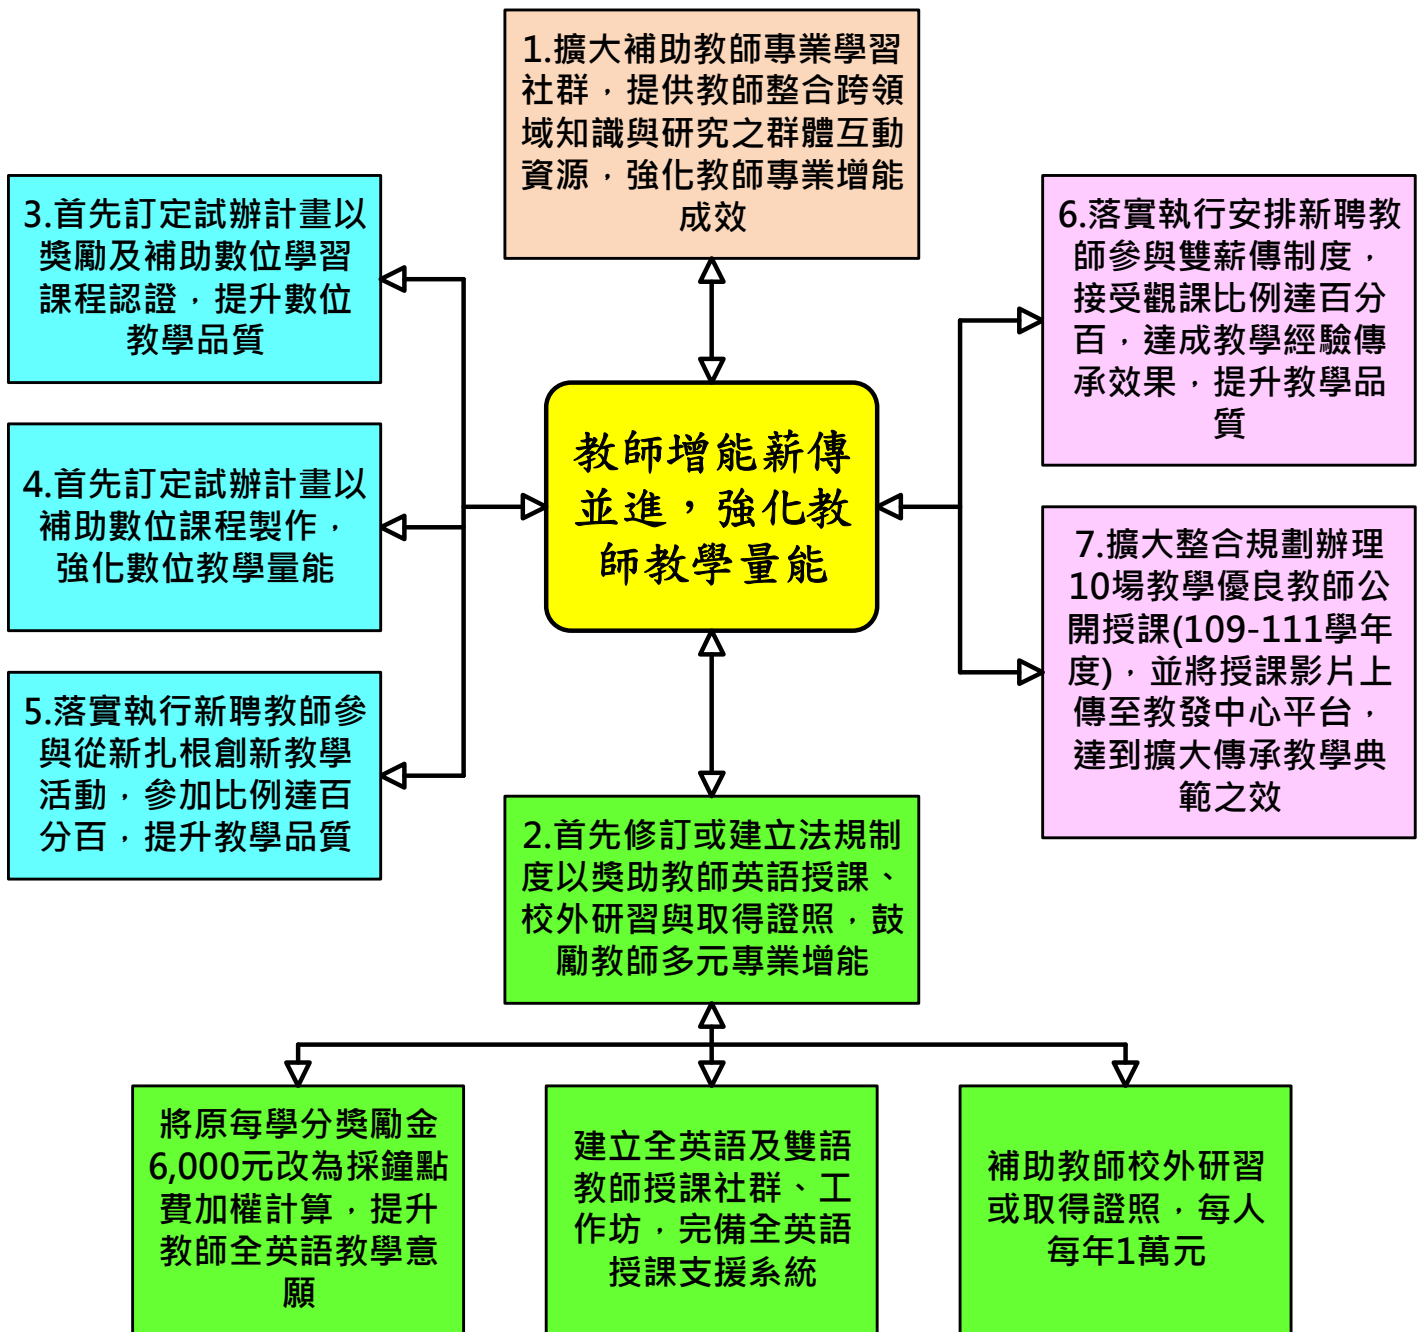 1.擴大補助教師專業學習
社群，提供教師整合跨領
域知識與研究之群體互動
資源，強化教師專業增能
成效
3.首先訂定試辦計畫以
獎勵及補助數位學習
課程認證，提升數位
教學品質
4.首先訂定試辦計畫以
補助數位課程製作，
強化數位教學量能
5.落實執行新聘教師參
與從新扎根創新教學
活動，參加比例達百
分百，提升教學品質
教師增能薪傳
並進，強化教
師教學量能
6.落實執行安排新聘教
師參與雙薪傳制度，
接受觀課比例達百分
百，達成教學經驗傳
承效果，提升教學品
質
7.擴大整合規劃辦理
10場教學優良教師公
開授課(109-111學年
度)，並將授課影片上
傳至教發中心平台，
達到擴大傳承教學典
範之效
2.首先修訂或建立法規制
度以獎助教師英語授課、
校外研習與取得證照，鼓
勵教師多元專業增能
將原每學分獎勵金
6,000元改為採鐘點
費加權計算，提升
教師全英語教學意
願
建立全英語及雙語
教師授課社群、工
作坊，完備全英語
授課支援系統
補助教師校外研習
或取得證照，每人
每年1萬元